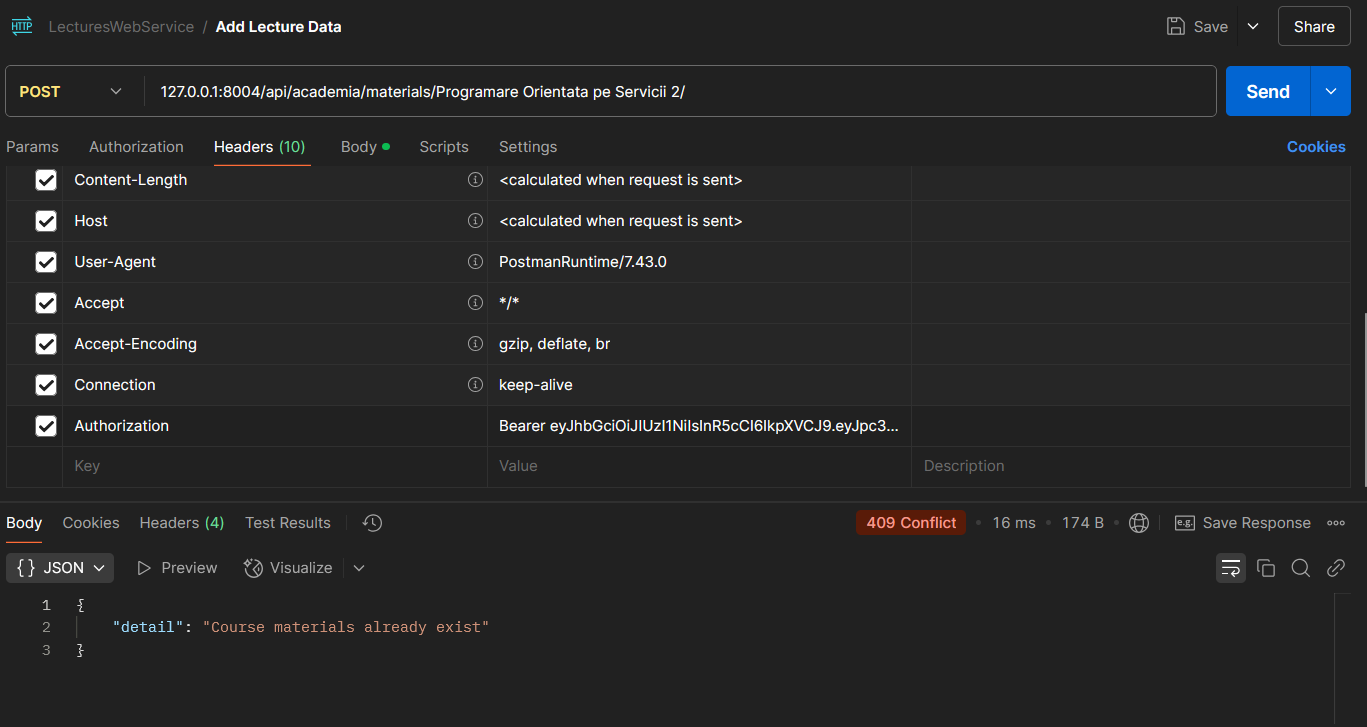 HTTP LecturesWebService / Add Lecture Data Save Share
POST 127.0.0.1:8004/api/academia/materials/Programare Orientata pe Servicii 2/ Send
Params Authorization Headers (10) Body Scripts Settings Cookies
Content-Length <calculated when request is sent>
Host <calculated when request is sent>
User-Agent PostmanRuntime/7.43.0
Accept */*
Accept-Encoding gzip, deflate, br
Connection keep-alive
Authorization Bearer eyJhbGciOiJIUzI1NiIsInR5cCI6IkpXVCJ9.eyJpc3...
Key Value Description
Body Cookies Headers (4) Test Results 409 Conflict • 16 ms • 174 B • e.g. Save Response
{} JSON Preview Visualize
1 {
2 "detail": "Course materials already exist"
3 }